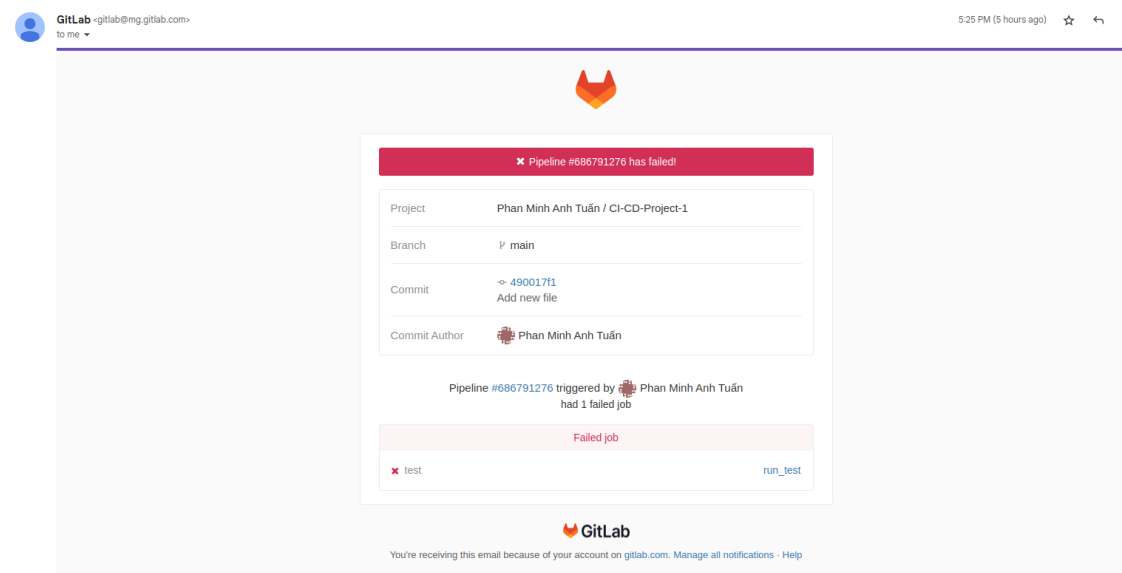 GitLab <gitlab@mg.gitlab.com>
5:25 PM (5 hours ago)
to me
Pipeline #686791276 has failed!
Project Phan Minh Anh Tuấn / CI-CD-Project-1
Branch main
Commit 490017f1
Add new file
Commit Author Phan Minh Anh Tuấn
Pipeline #686791276 triggered by Phan Minh Anh Tuấn
had 1 failed job
Failed job
test run_test
GitLab
You're receiving this email because of your account on gitlab.com. Manage all notifications · Help